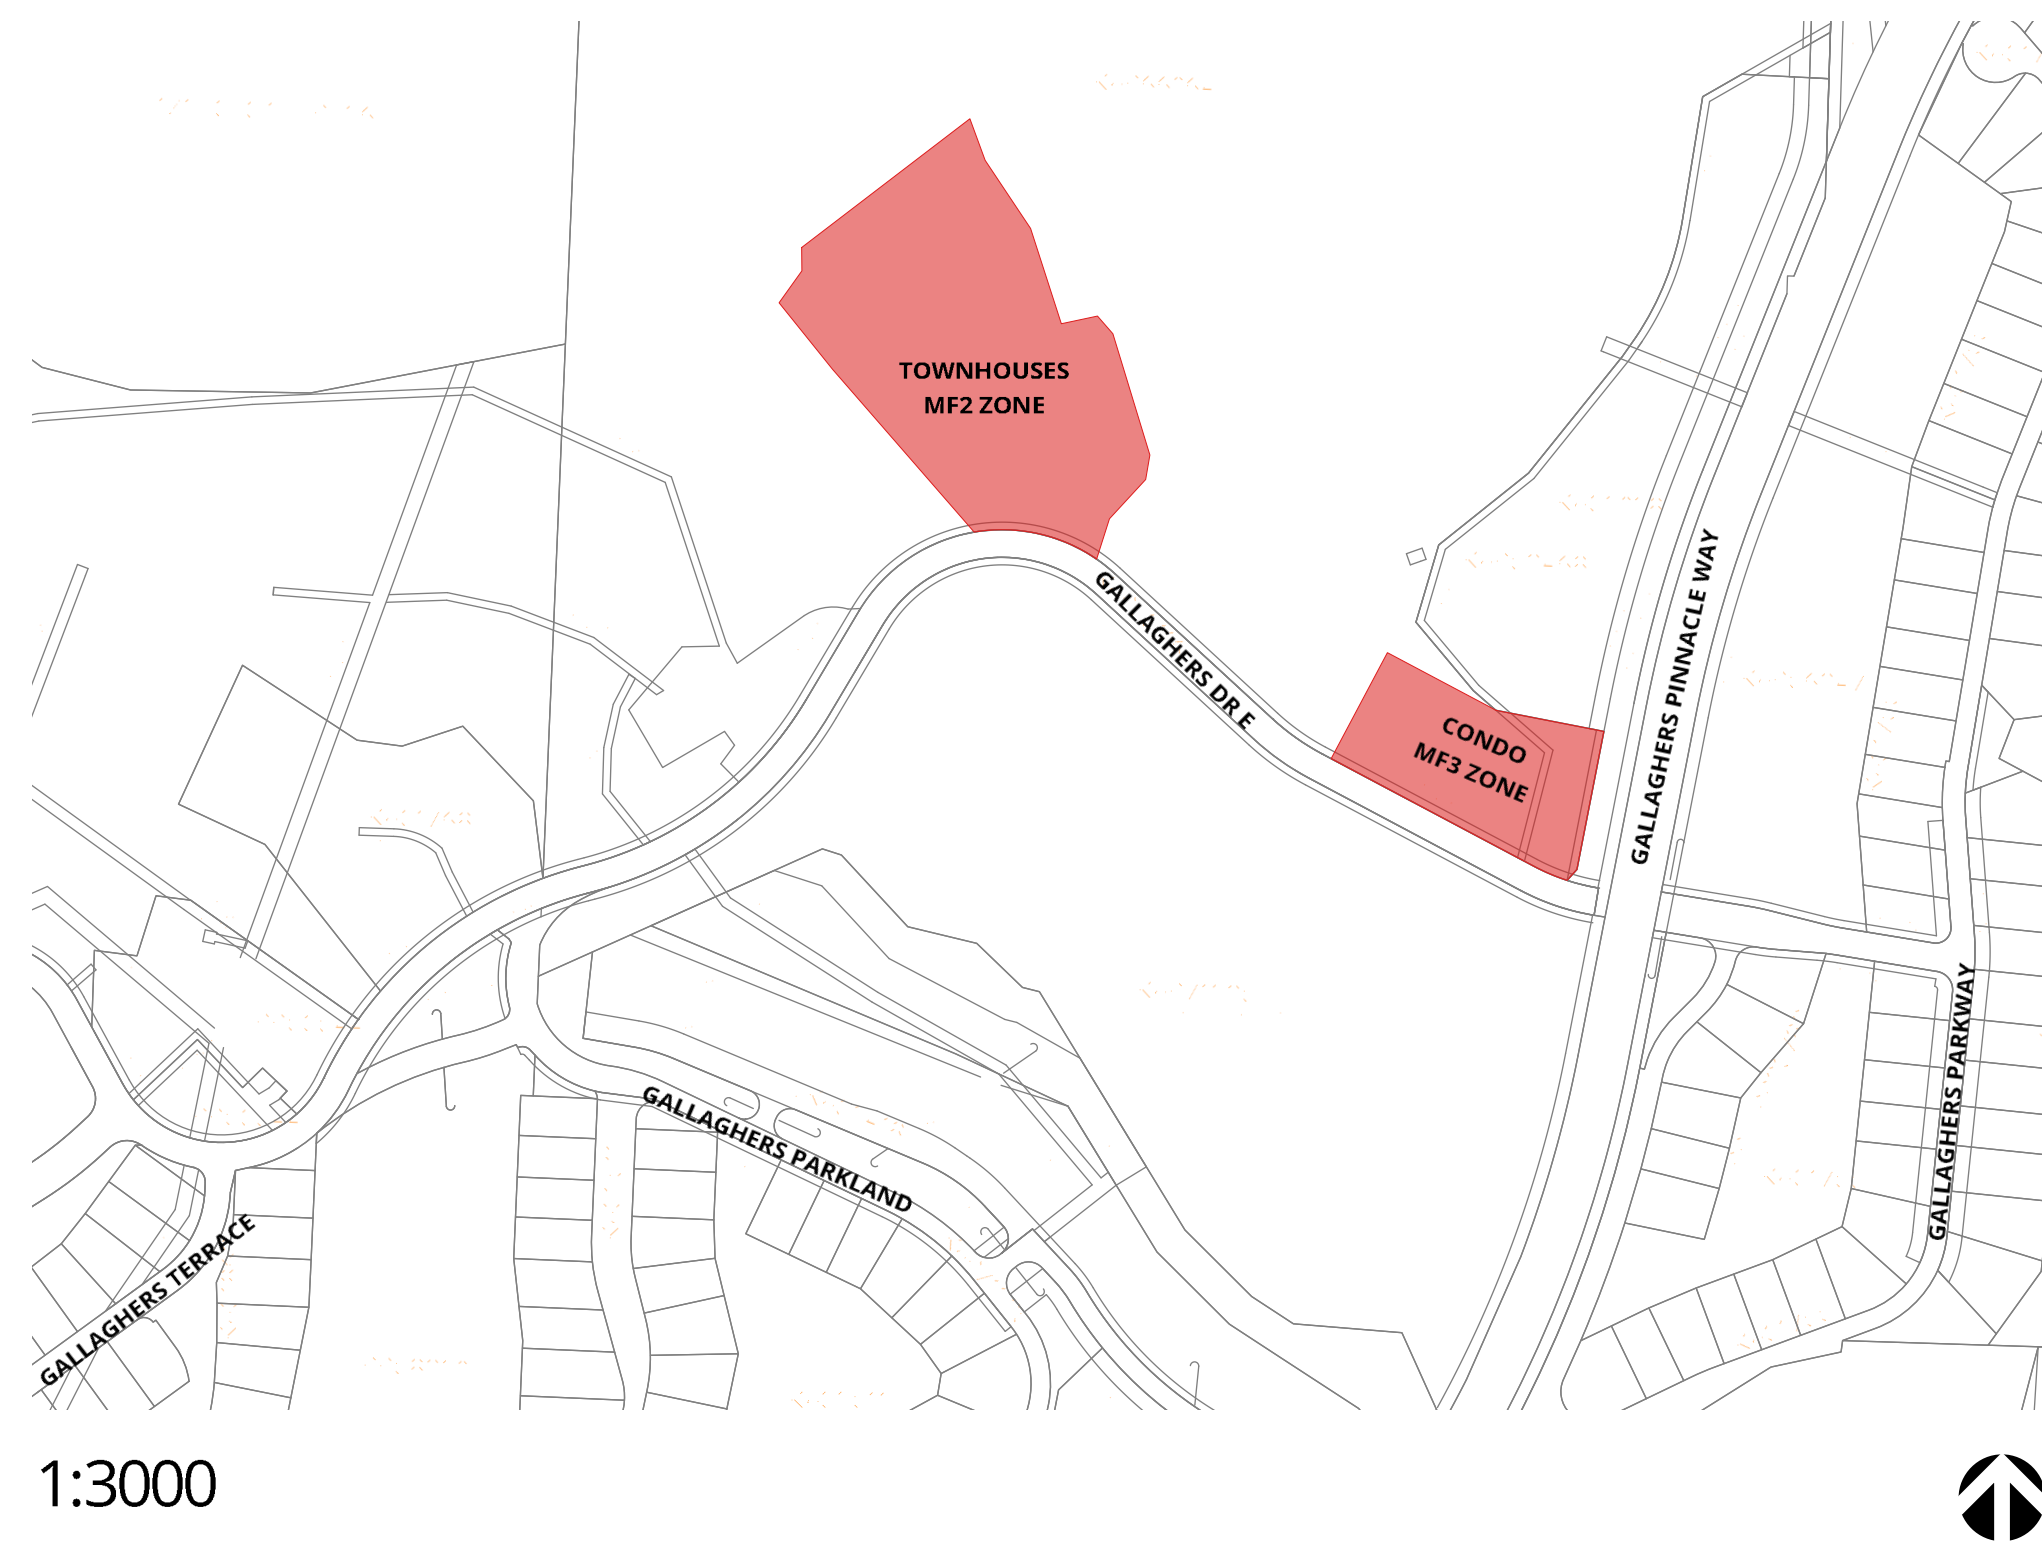 TOWNHOUSES
MF2 ZONE
GALLAGHERS DR E
CONDO
MF3 ZONE
GALLAGHERS PINNACLE WAY
GALLAGHERS PARKWAY
GALLAGHERS PARKLAND
GALLAGHERS TERRACE
1:3000